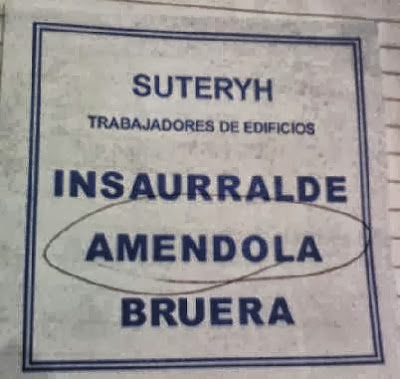 SUTERYH
TRABAJADORES DE EDIFICIOS
INSAURRALDE
AMENDOLA
BRUERA